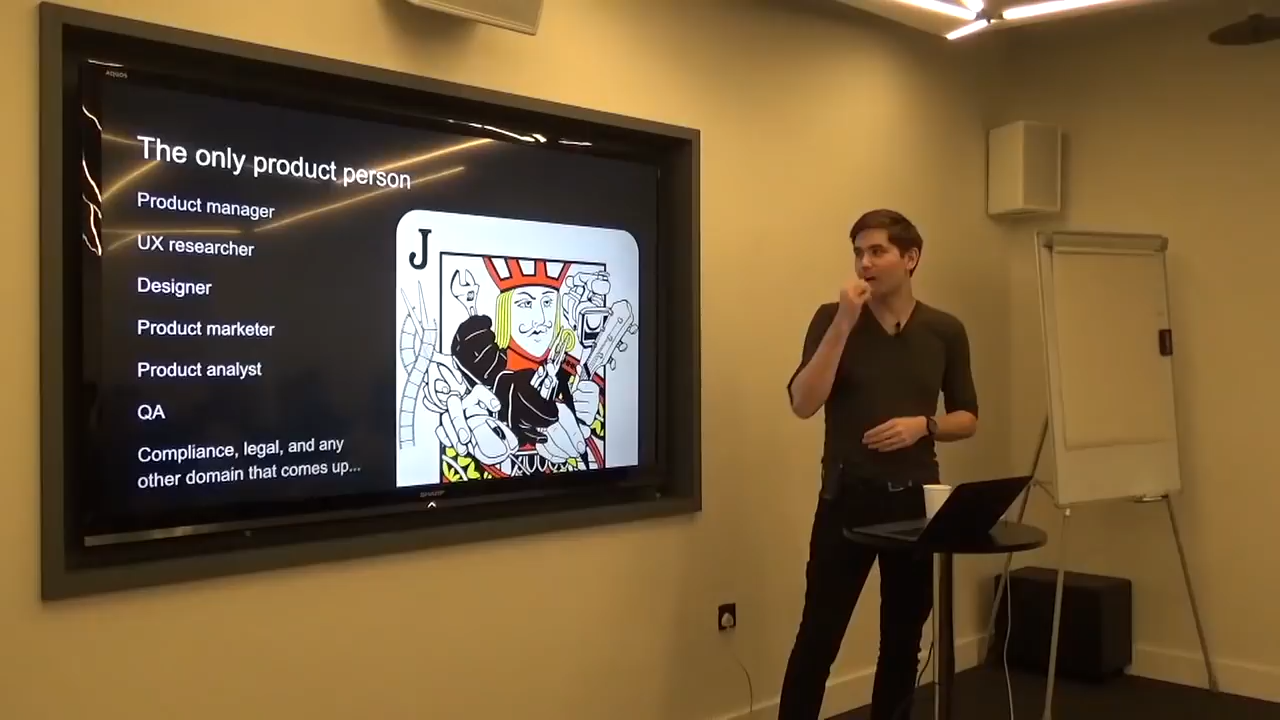 AQUOS
The only product person
Product manager
UX researcher
Designer
Product marketer
Product analyst
QA
Compliance, legal, and any
other domain that comes up...
J
SHARP